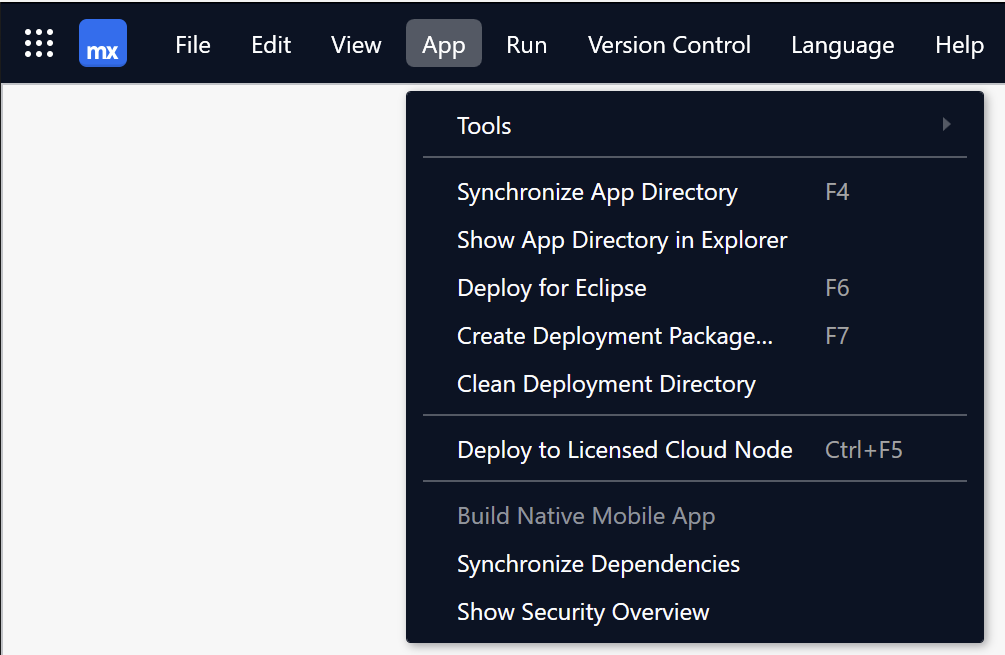 mx File Edit View App Run Version Control Language Help
Tools
Synchronize App Directory F4
Show App Directory in Explorer
Deploy for Eclipse F6
Create Deployment Package... F7
Clean Deployment Directory
Deploy to Licensed Cloud Node Ctrl+F5
Build Native Mobile App
Synchronize Dependencies
Show Security Overview